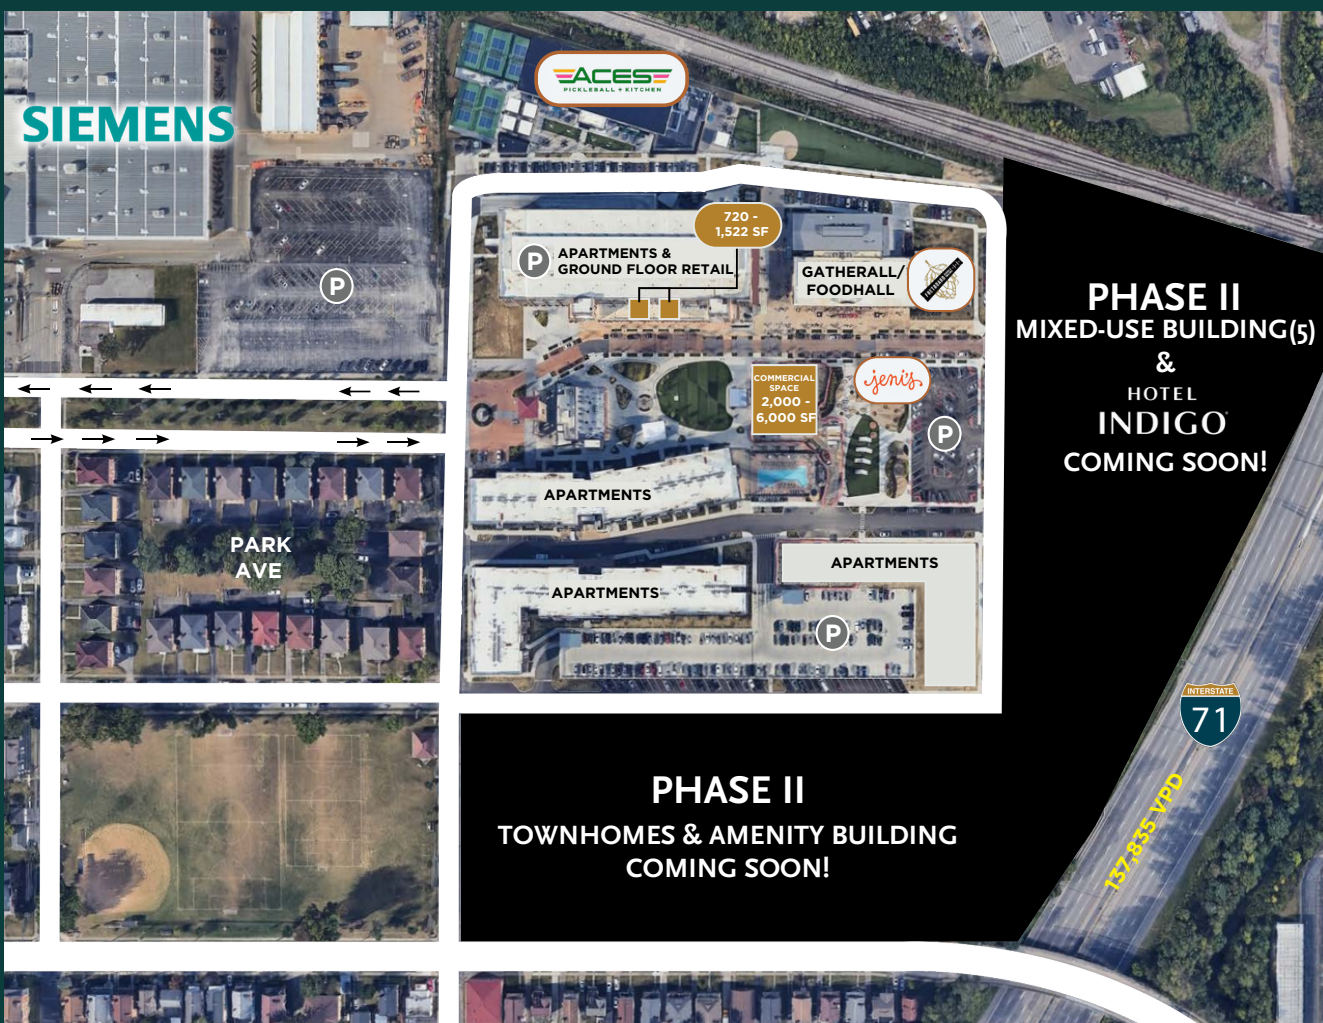 SIEMENS
ACES
PICKLEBALL + KITCHEN
P
720 -
1,522 SF
P
APARTMENTS &
GROUND FLOOR RETAIL
GATHERALL/
FOODHALL
COMMERCIAL
SPACE
2,000 -
6,000 SF
jeni's
P
APARTMENTS
APARTMENTS
APARTMENTS
P
PARK
AVE
PHASE II
MIXED-USE BUILDING(5)
&
HOTEL
INDIGO
COMING SOON!
INTERSTATE
71
137,835 VPD
PHASE II
TOWNHOMES & AMENITY BUILDING
COMING SOON!